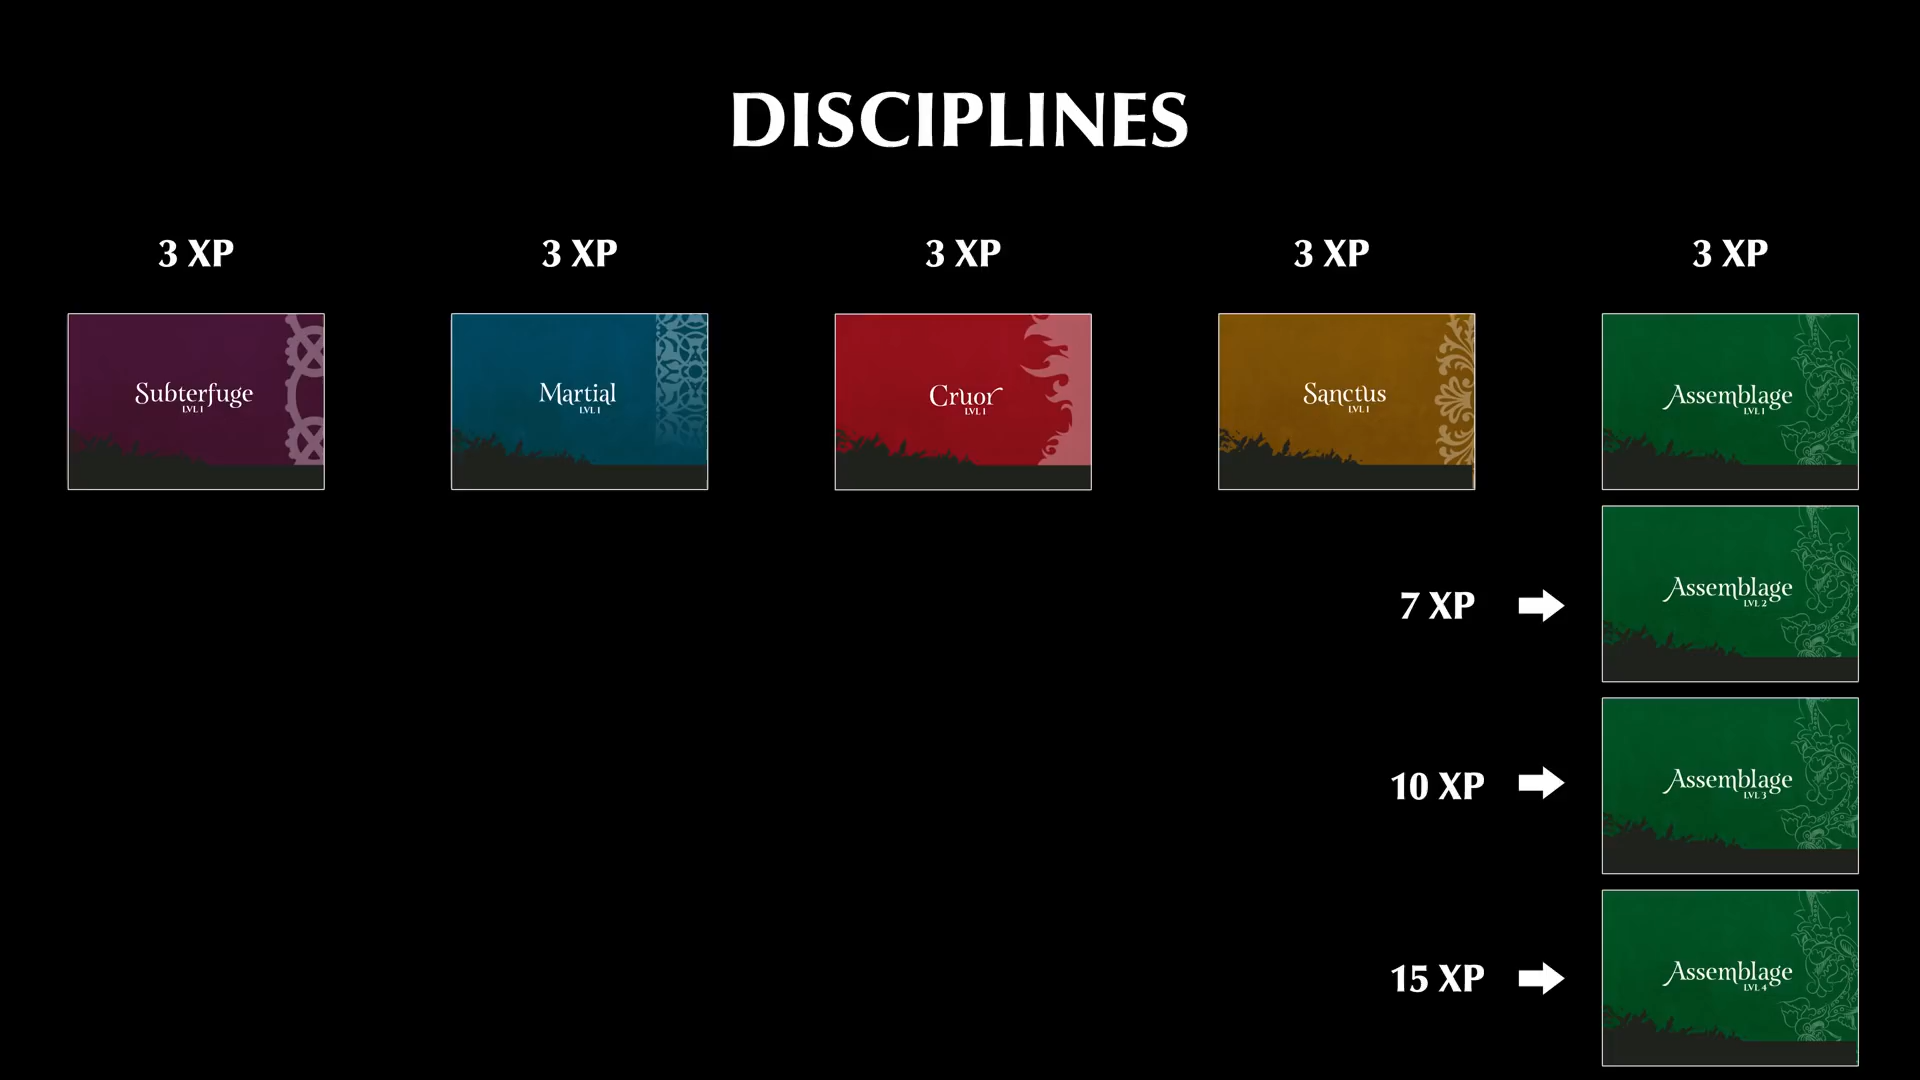 DISCIPLINES
3 XP 3 XP 3 XP 3 XP 3 XP
Subterfuge
LVL 1
Martial
LVL 1
Cruor
LVL 1
Sanctus
LVL 1
Assemblage
LVL 1
7 XP
Assemblage
LVL 2
10 XP
Assemblage
LVL 3
15 XP
Assemblage
LVL 4